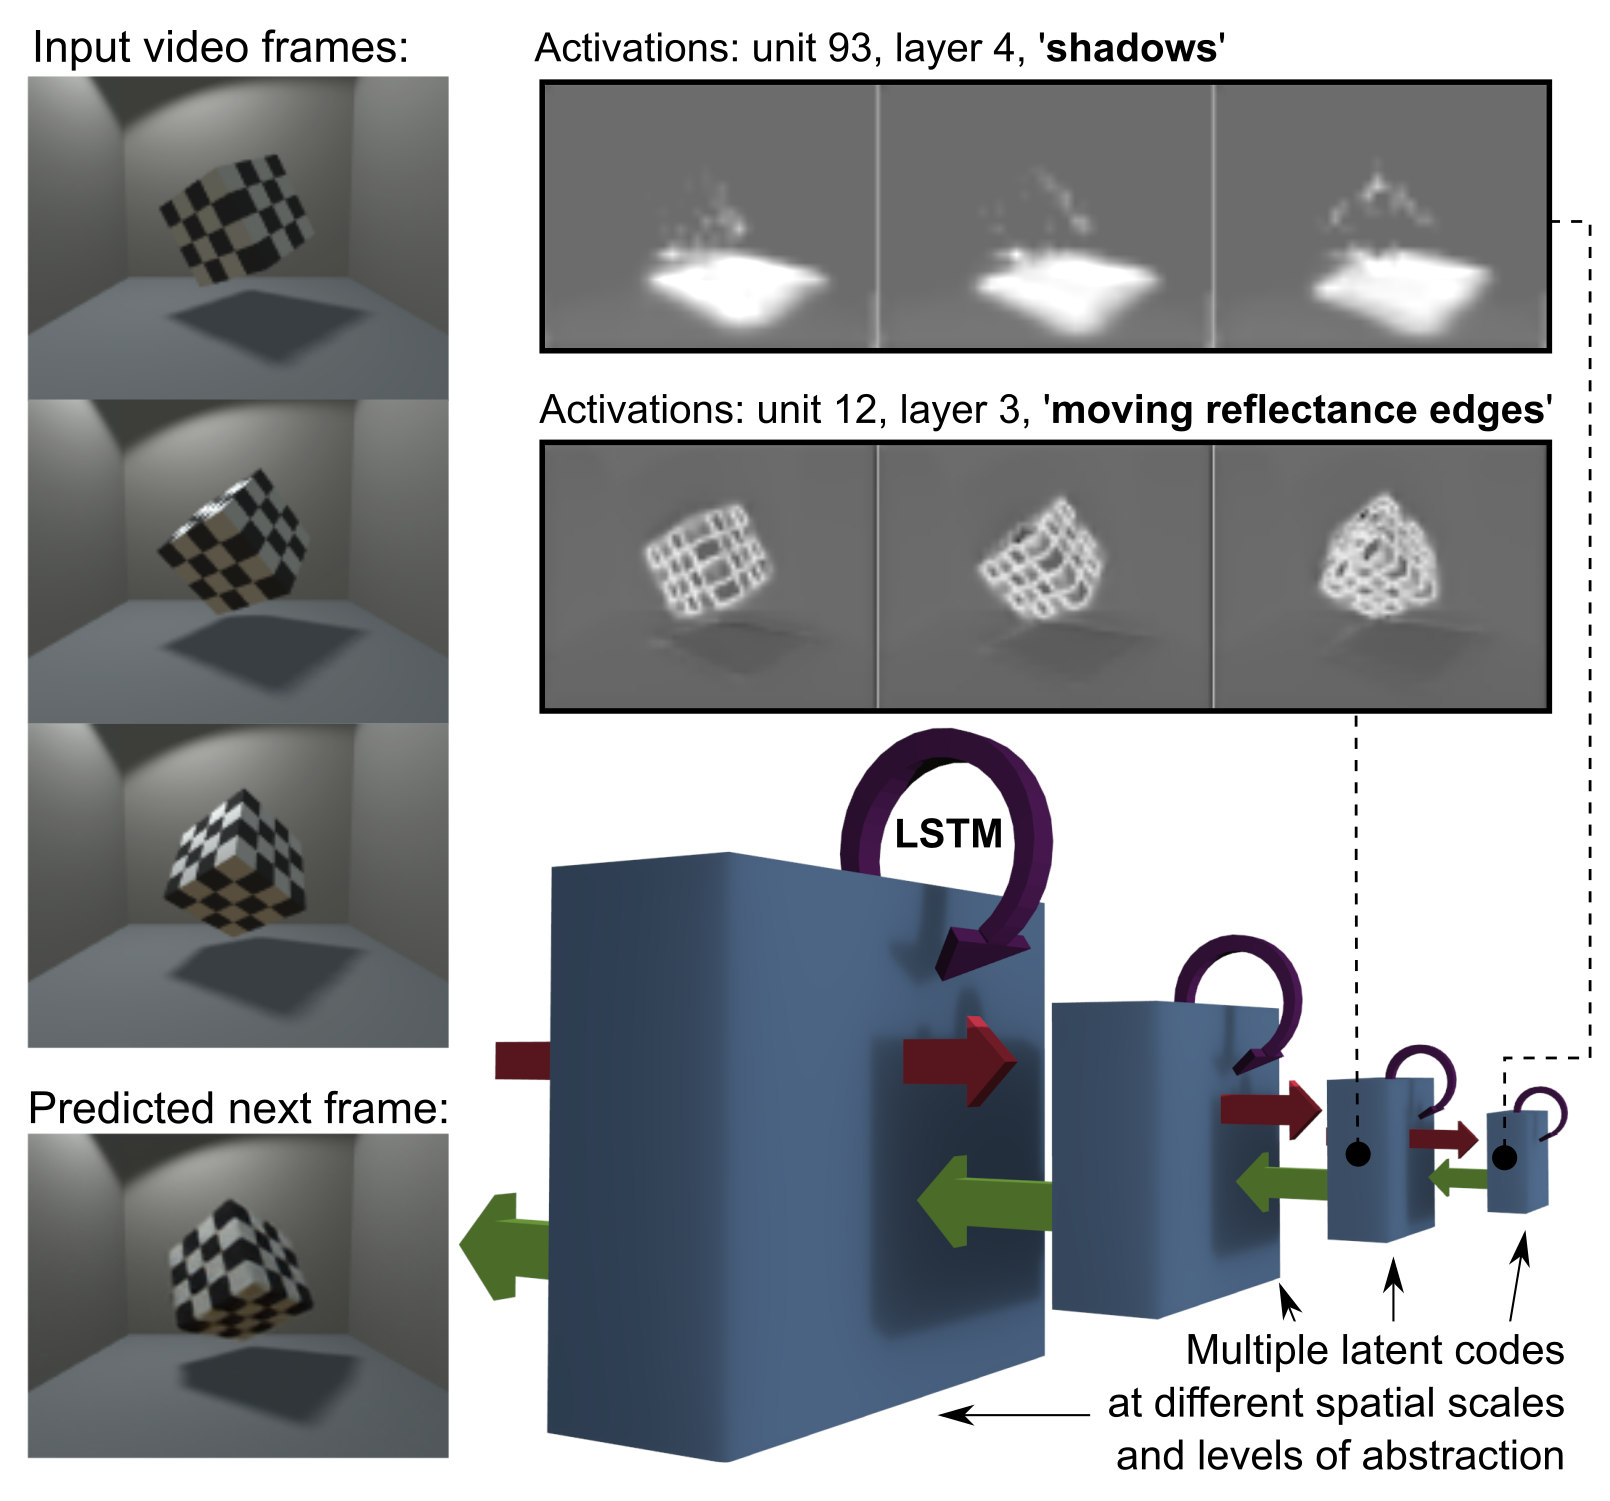 Input video frames:
Activations: unit 93, layer 4, 'shadows'
Activations: unit 12, layer 3, 'moving reflectance edges'
LSTM
Predicted next frame:
Multiple latent codes
at different spatial scales
and levels of abstraction